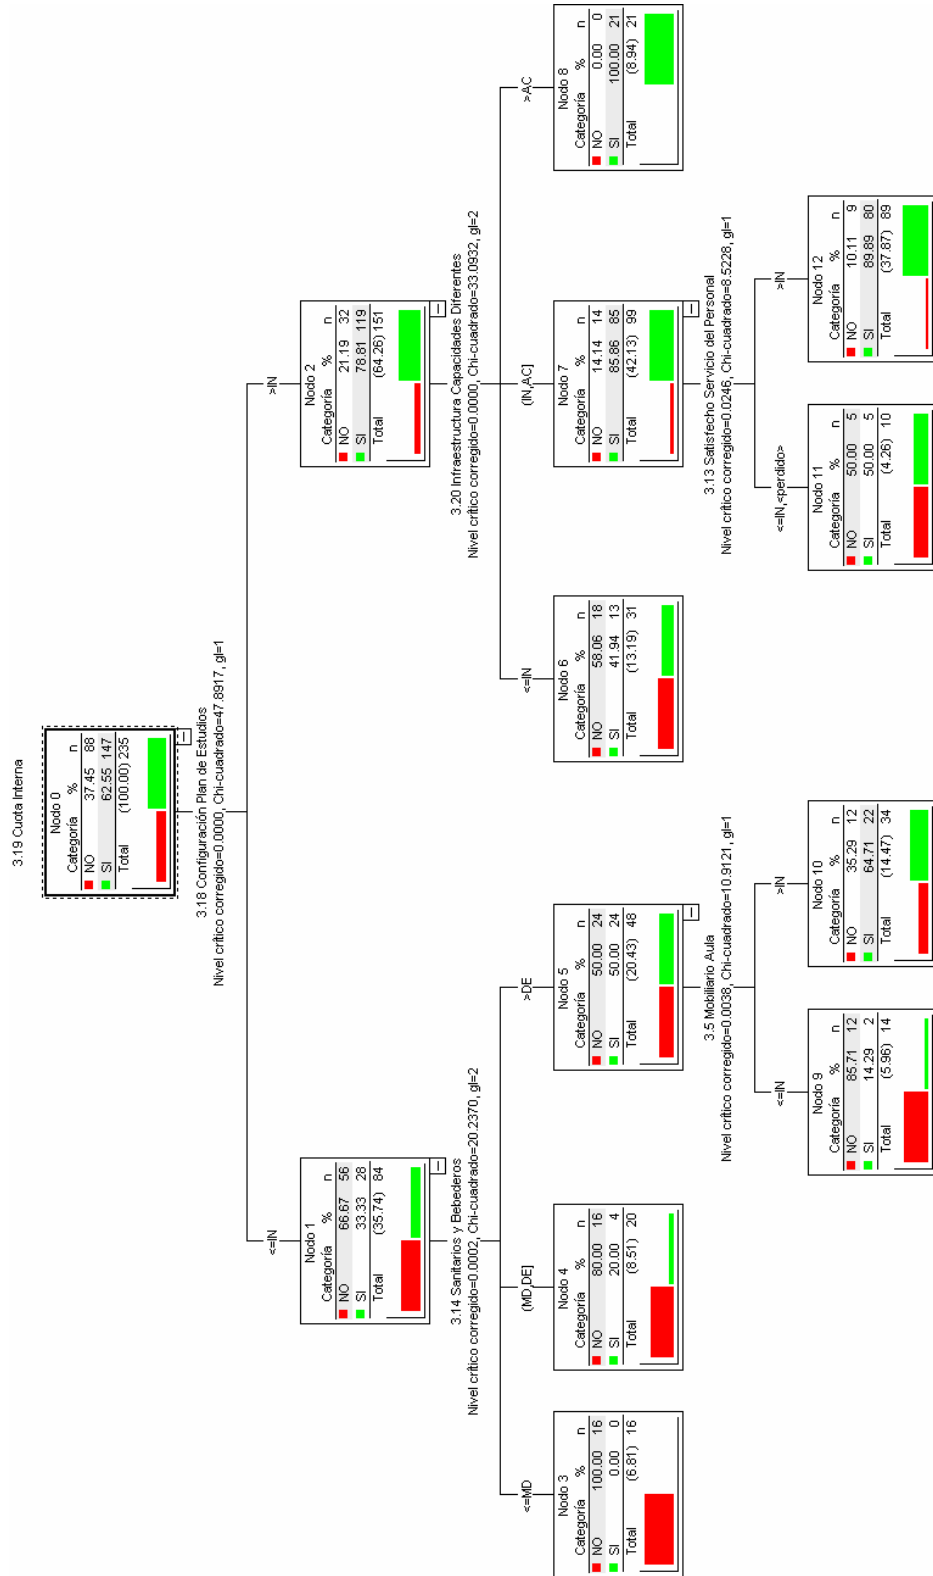 3.19 Cuota Interna
Nodo 0
Categoría % n
NO 37.45 88
SI 62.55 147
Total (100.00) 235
3.18 Configuración Plan de Estudios
Nivel crítico corregido=0.0000, Chi-cuadrado=47.8917, gl=1
<=IN
Nodo 1
Categoría % n
NO 66.67 56
SI 33.33 28
Total (35.74) 84
3.14 Sanitarios y Bebederos
Nivel crítico corregido=0.0002, Chi-cuadrado=20.2370, gl=2
>IN
Nodo 2
Categoría % n
NO 21.19 32
SI 78.81 119
Total (64.26) 151
3.20 Infraestructura Capacidades Diferentes
Nivel crítico corregido=0.0000, Chi-cuadrado=33.0932, gl=2
<=MD
Nodo 3
Categoría % n
NO 100.00 16
SI 0.00 0
Total (6.81) 16
(MD,DE]
Nodo 4
Categoría % n
NO 80.00 16
SI 20.00 4
Total (8.51) 20
>DE
Nodo 5
Categoría % n
NO 50.00 24
SI 50.00 24
Total (20.43) 48
3.5 Mobiliario Aula
Nivel crítico corregido=0.0038, Chi-cuadrado=10.9121, gl=1
<=IN
Nodo 6
Categoría % n
NO 58.06 18
SI 41.94 13
Total (13.19) 31
(IN,AC]
Nodo 7
Categoría % n
NO 14.14 14
SI 85.86 85
Total (42.13) 99
3.13 Satisfecho Servicio del Personal
Nivel crítico corregido=0.0246, Chi-cuadrado=8.5228, gl=1
>AC
Nodo 8
Categoría % n
NO 0.00 0
SI 100.00 21
Total (8.94) 21
<=IN
Nodo 9
Categoría % n
NO 85.71 12
SI 14.29 2
Total (5.96) 14
>IN
Nodo 10
Categoría % n
NO 35.29 12
SI 64.71 22
Total (14.47) 34
<=IN,<perdido>
Nodo 11
Categoría % n
NO 50.00 5
SI 50.00 5
Total (4.26) 10
>IN
Nodo 12
Categoría % n
NO 10.11 9
SI 89.89 80
Total (37.87) 89